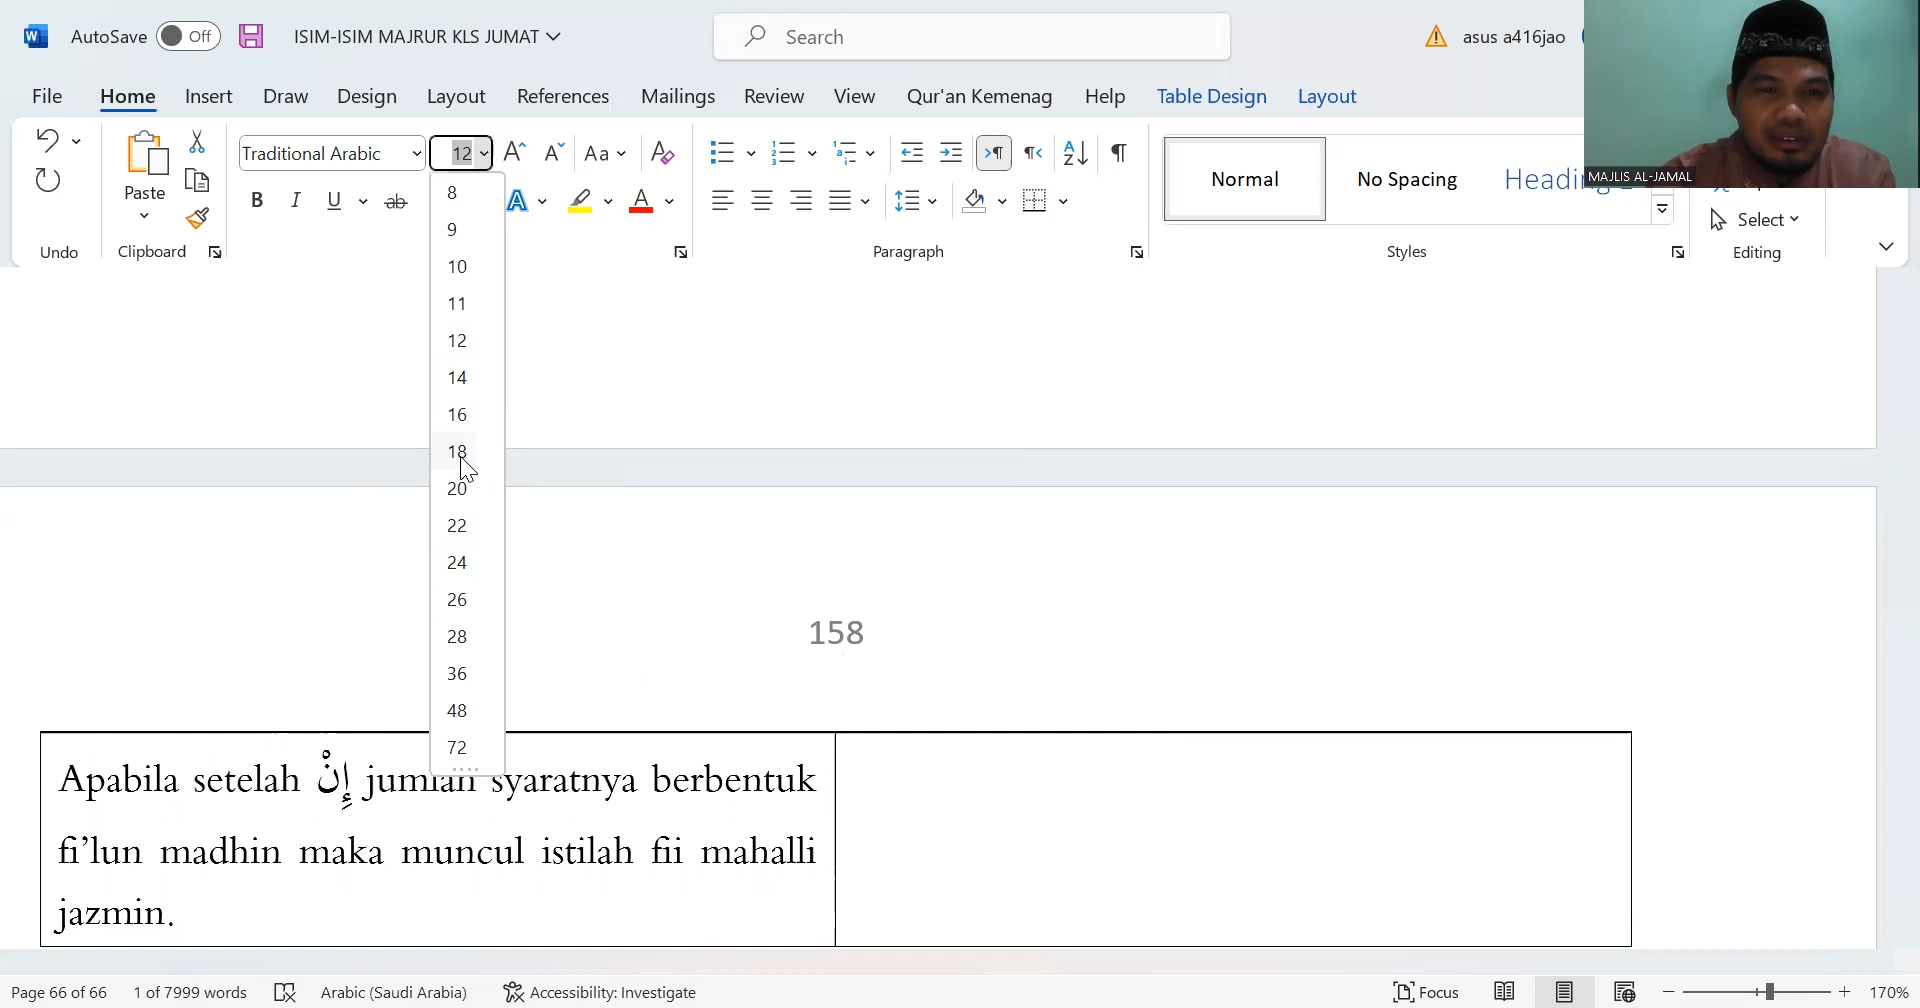 AutoSave Off ISIM-ISIM MAJRUR KLS JUMAT Search asus a416jao
File Home Insert Draw Design Layout References Mailings Review View Qur'an Kemenag Help Table Design Layout
MAJLIS AL-JAMAL
Paste
Traditional Arabic 12
Aa
B I U ab A A
Normal No Spacing Heading
Select
Undo Clipboard Paragraph Styles Editing
8
9
10
11
12
14
16
18
20
22
24
26
28
36
48
72
158
Apabila setelah إِنْ jumlah syaratnya berbentuk
fi’lun madhin maka muncul istilah fii mahalli
jazmin.
Page 66 of 66 1 of 7999 words Arabic (Saudi Arabia) Accessibility: Investigate Focus 170%